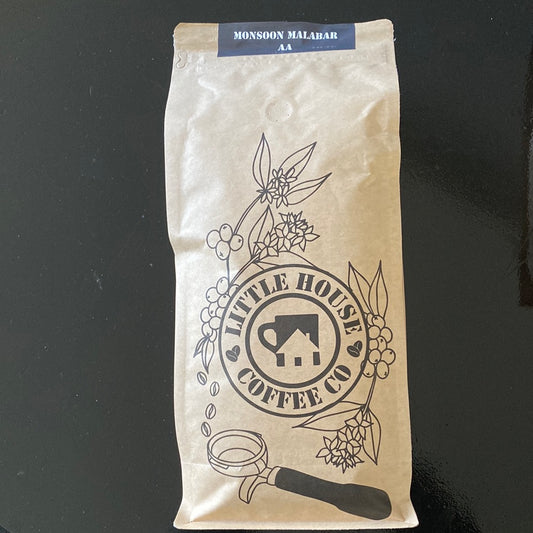 MONSOON MALABAR
AA
LITTLE HOUSE
COFFEE CO